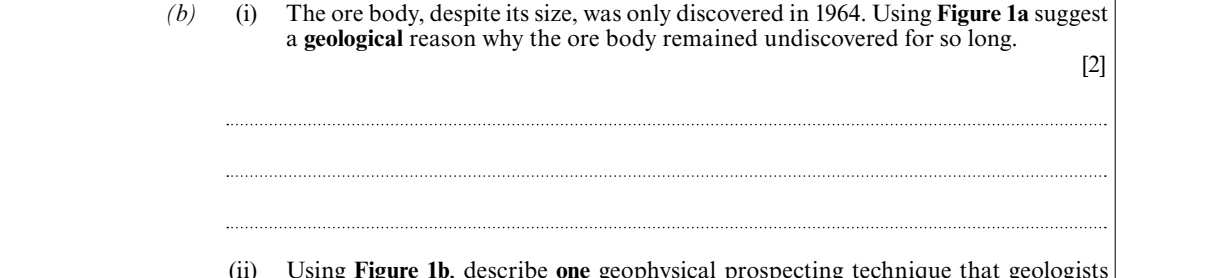 (b) (i) The ore body, despite its size, was only discovered in 1964. Using Figure 1a suggest
a geological reason why the ore body remained undiscovered for so long.
[2]
(ii) Using Figure 1b, describe one geophysical prospecting technique that geologists